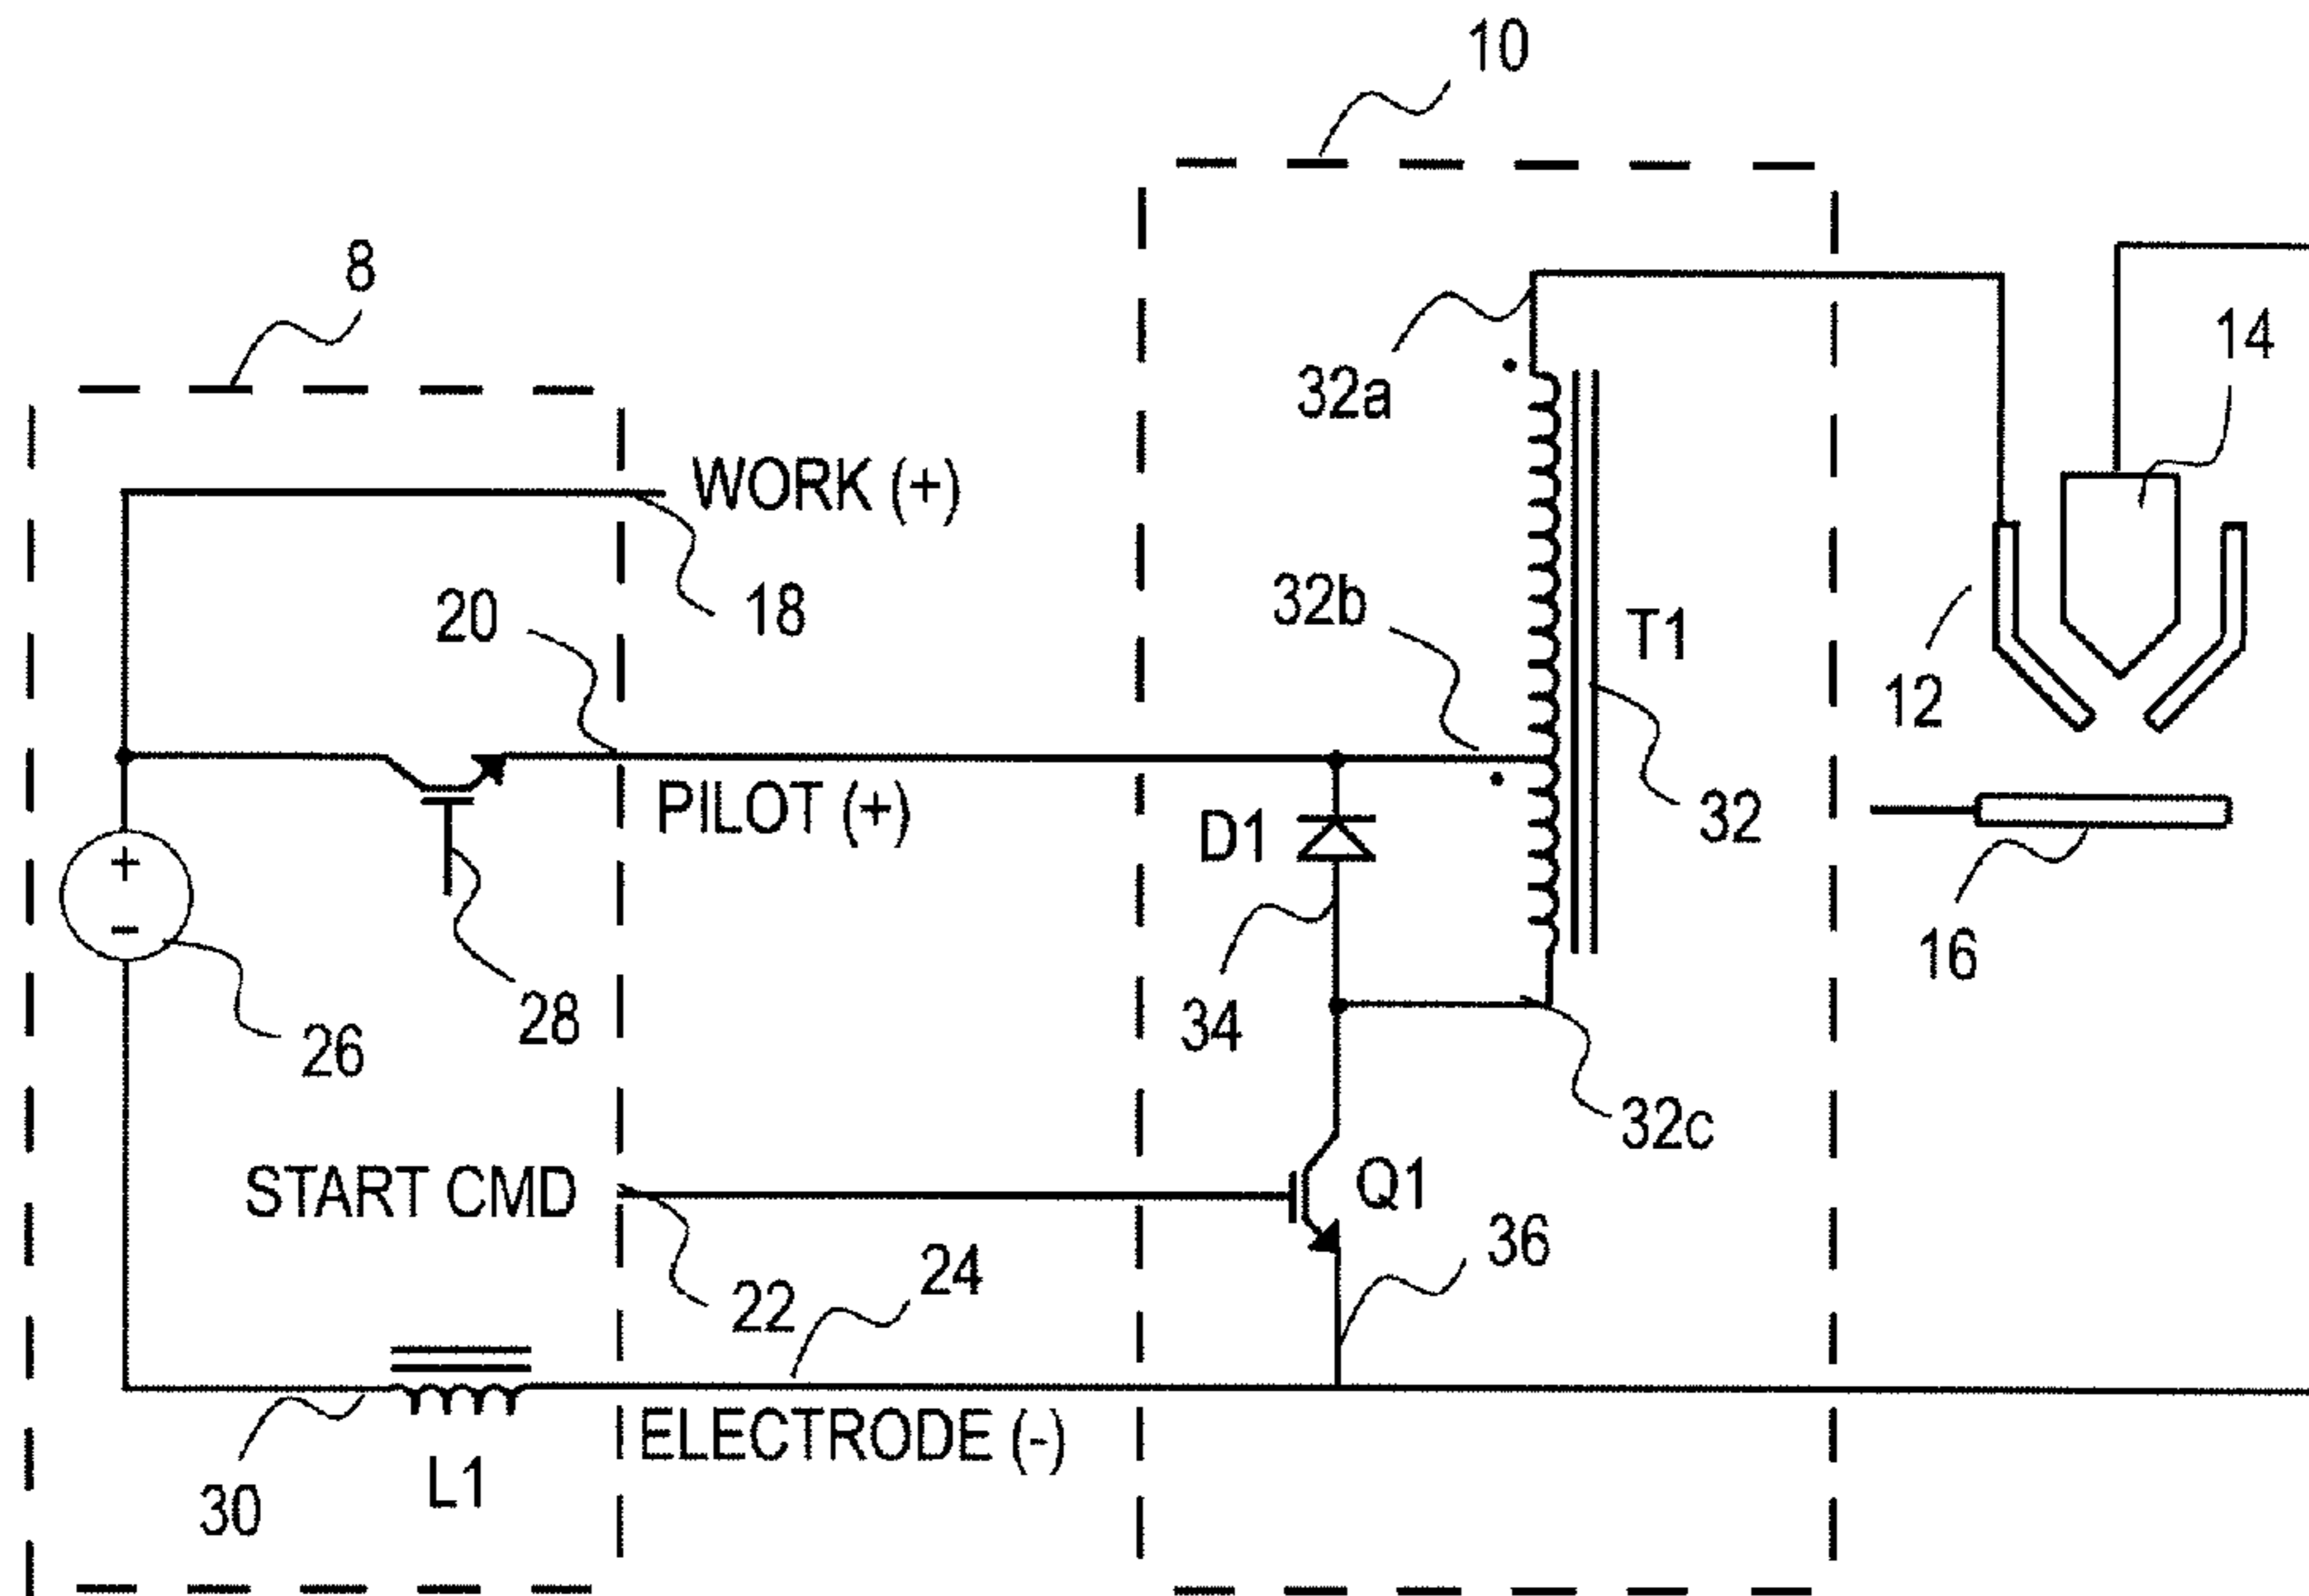 10
8
14
32a
WORK (+)
32b
18
20
T1
12
PILOT (+)
D1
32
+
-
16
28
34
26
32c
START CMD
Q1
36
24
22
ELECTRODE (-)
L1
30